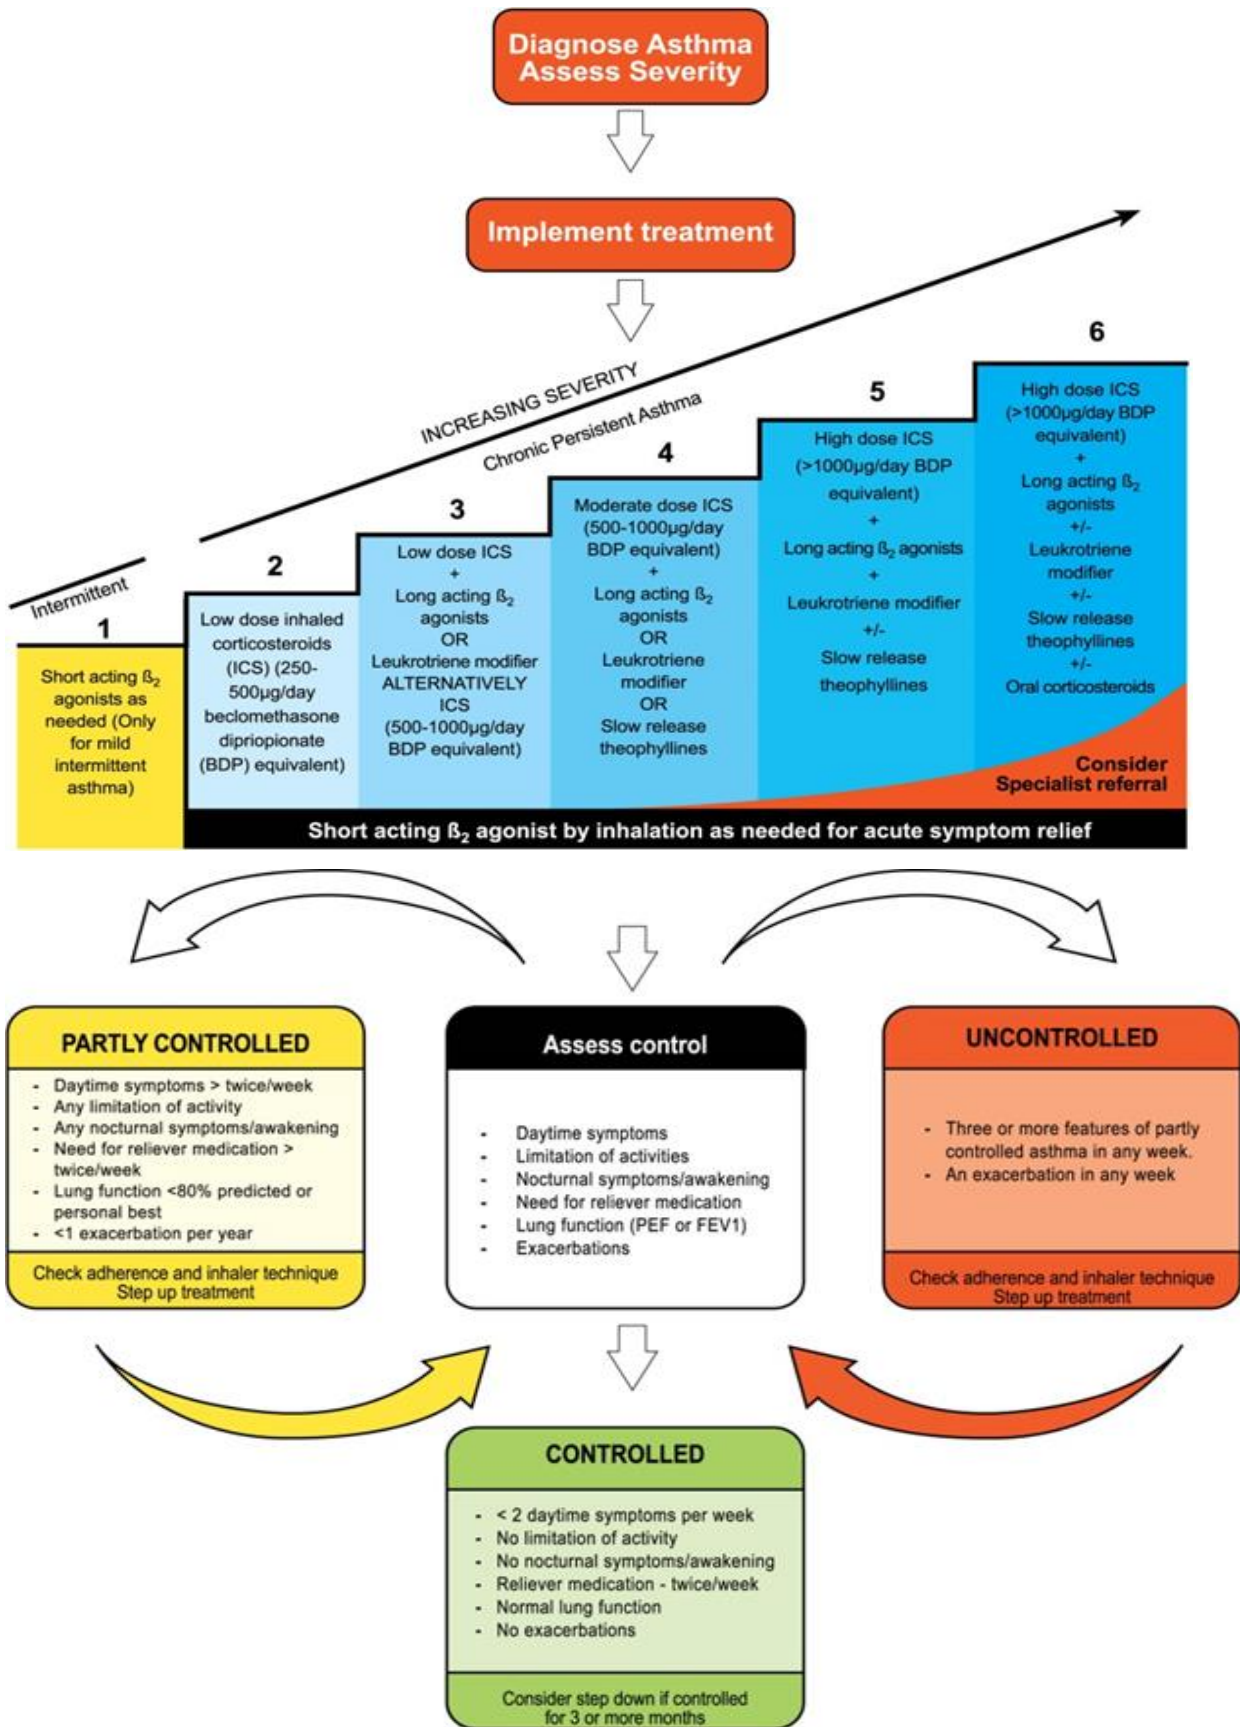 Diagnose Asthma
Assess Severity
Implement treatment
INCREASING SEVERITY
Chronic Persistent Asthma
Intermittent
1
Short acting ß₂
agonists as
needed (Only
for mild
intermittent
asthma)
2
Low dose inhaled
corticosteroids
(ICS) (250-
500µg/day
beclomethasone
dipriopionate
(BDP) equivalent)
3
Low dose ICS
+
Long acting ß₂
agonists
OR
Leukrotriene modifier
ALTERNATIVELY
ICS
(500-1000µg/day
BDP equivalent)
4
Moderate dose ICS
(500-1000µg/day
BDP equivalent)
+
Long acting ß₂
agonists
OR
Leukrotriene
modifier
OR
Slow release
theophyllines
5
High dose ICS
(>1000µg/day BDP
equivalent)
+
Long acting ß₂ agonists
+
Leukrotriene modifier
+/-
Slow release
theophyllines
6
High dose ICS
(>1000µg/day BDP
equivalent)
+
Long acting ß₂
agonists
+/-
Leukrotriene
modifier
+/-
Slow release
theophyllines
+/-
Oral corticosteroids
Consider
Specialist referral
Short acting ß₂ agonist by inhalation as needed for acute symptom relief
PARTLY CONTROLLED
- Daytime symptoms > twice/week
- Any limitation of activity
- Any nocturnal symptoms/awakening
- Need for reliever medication >
twice/week
- Lung function <80% predicted or
personal best
- <1 exacerbation per year
Check adherence and inhaler technique
Step up treatment
Assess control
- Daytime symptoms
- Limitation of activities
- Nocturnal symptoms/awakening
- Need for reliever medication
- Lung function (PEF or FEV1)
- Exacerbations
UNCONTROLLED
- Three or more features of partly
controlled asthma in any week.
- An exacerbation in any week
Check adherence and inhaler technique
Step up treatment
CONTROLLED
- < 2 daytime symptoms per week
- No limitation of activity
- No nocturnal symptoms/awakening
- Reliever medication - twice/week
- Normal lung function
- No exacerbations
Consider step down if controlled
for 3 or more months